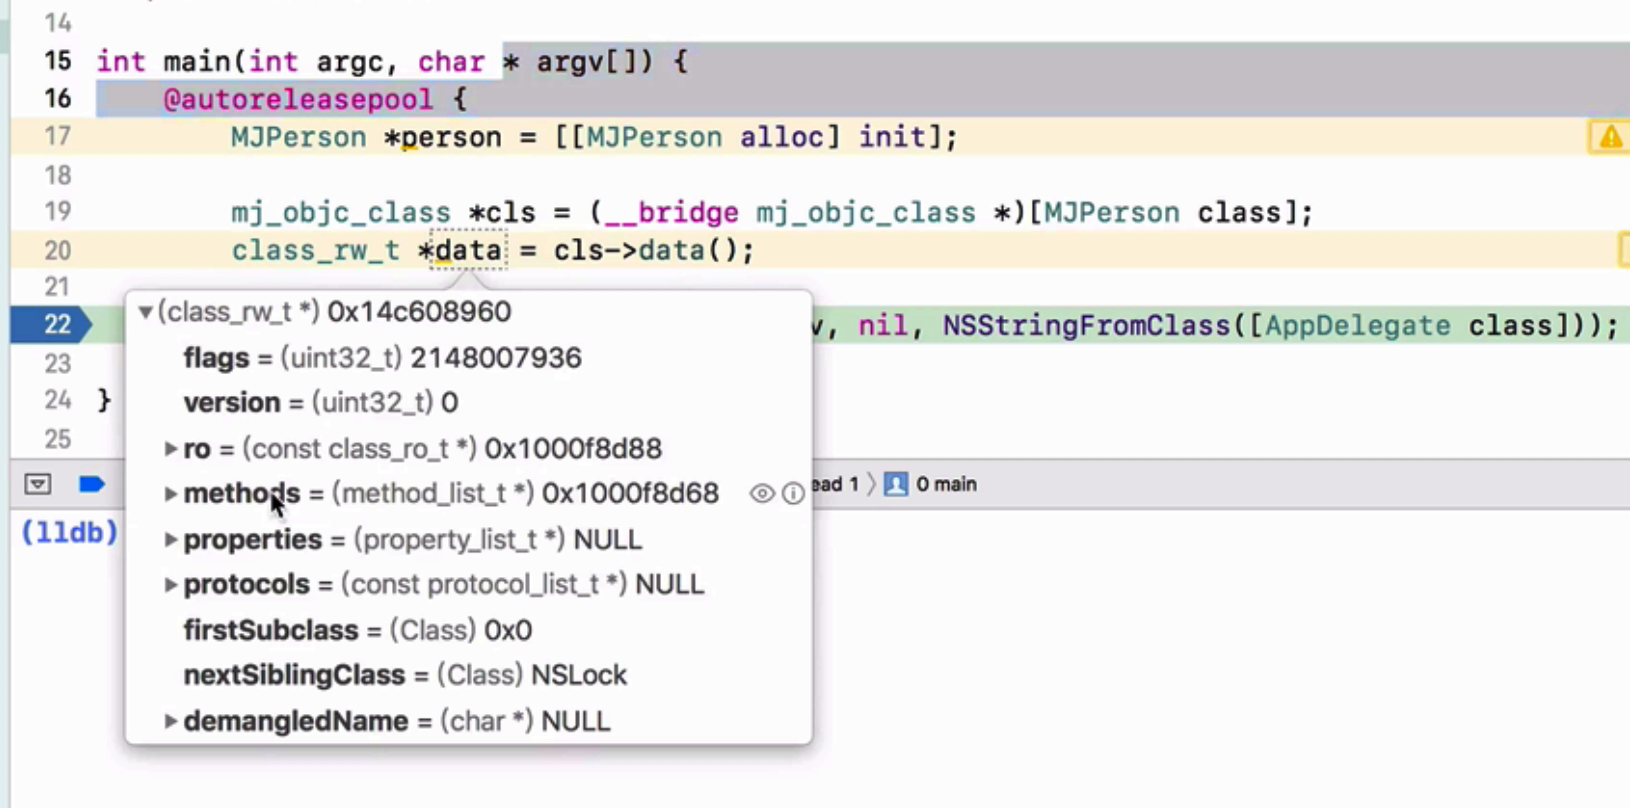 14
15 int main(int argc, char * argv[]) {
16 @autoreleasepool {
17 MJPerson *person = [[MJPerson alloc] init];
18
19 mj_objc_class *cls = (__bridge mj_objc_class *)[MJPerson class];
20 class_rw_t *data = cls->data();
21
(class_rw_t *) 0x14c608960
22 v, nil, NSStringFromClass([AppDelegate class]));
flags = (uint32_t) 2148007936
23
version = (uint32_t) 0
24 }
25
ro = (const class_ro_t *) 0x1000f8d88
methods = (method_list_t *) 0x1000f8d68
ead 1 〉 0 main
(lldb)
properties = (property_list_t *) NULL
protocols = (const protocol_list_t *) NULL
firstSubclass = (Class) 0x0
nextSiblingClass = (Class) NSLock
demangledName = (char *) NULL